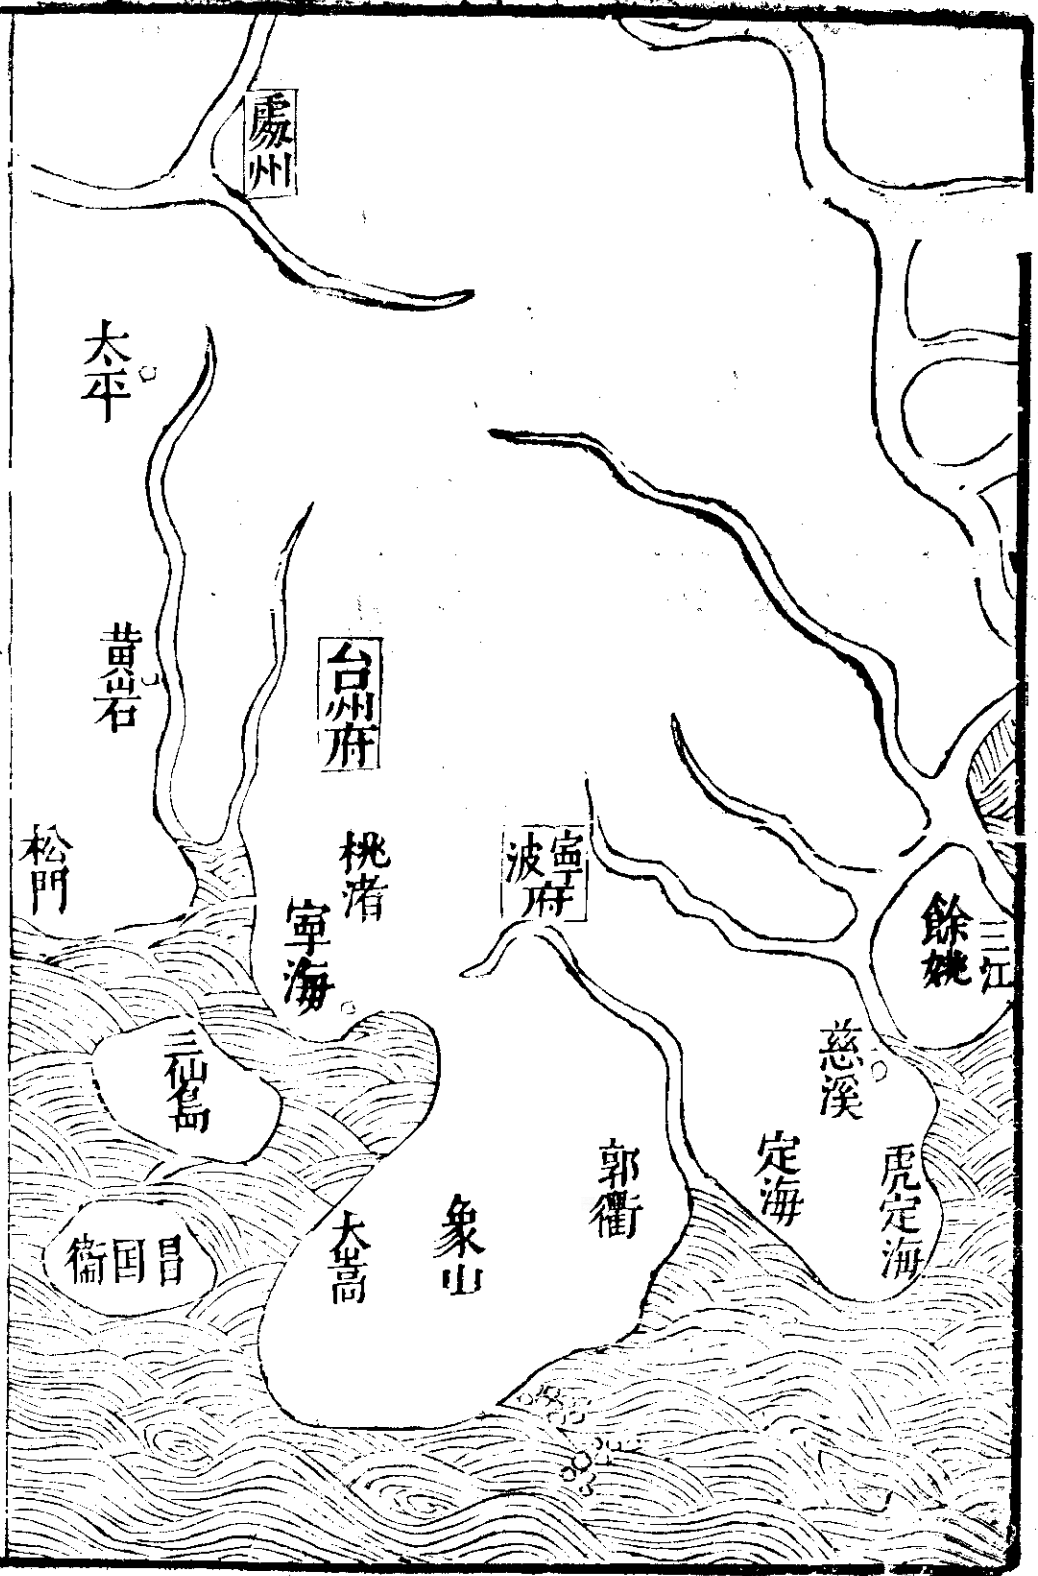 處州
太平
黄岩
台州府
松門
桃渚
寧海
寧波府
餘姚
三江
慈溪
定海
虎定海
郭衢
象山
大嵩
三仙島
昌国衞